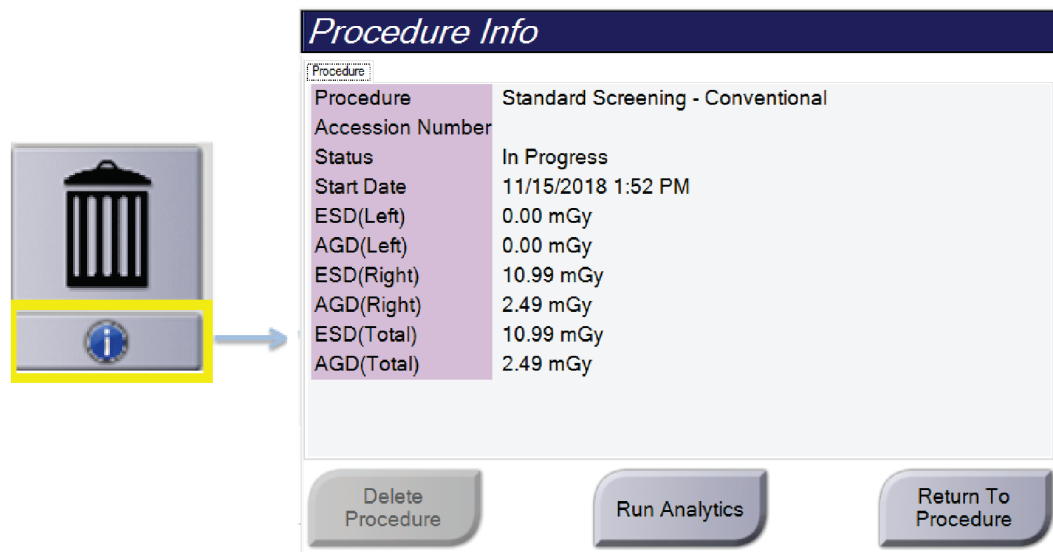 Procedure Info
Procedure
Procedure Standard Screening - Conventional
Accession Number
Status In Progress
Start Date 11/15/2018 1:52 PM
ESD(Left) 0.00 mGy
AGD(Left) 0.00 mGy
ESD(Right) 10.99 mGy
AGD(Right) 2.49 mGy
ESD(Total) 10.99 mGy
AGD(Total) 2.49 mGy
i
Delete
Procedure
Run Analytics
Return To
Procedure